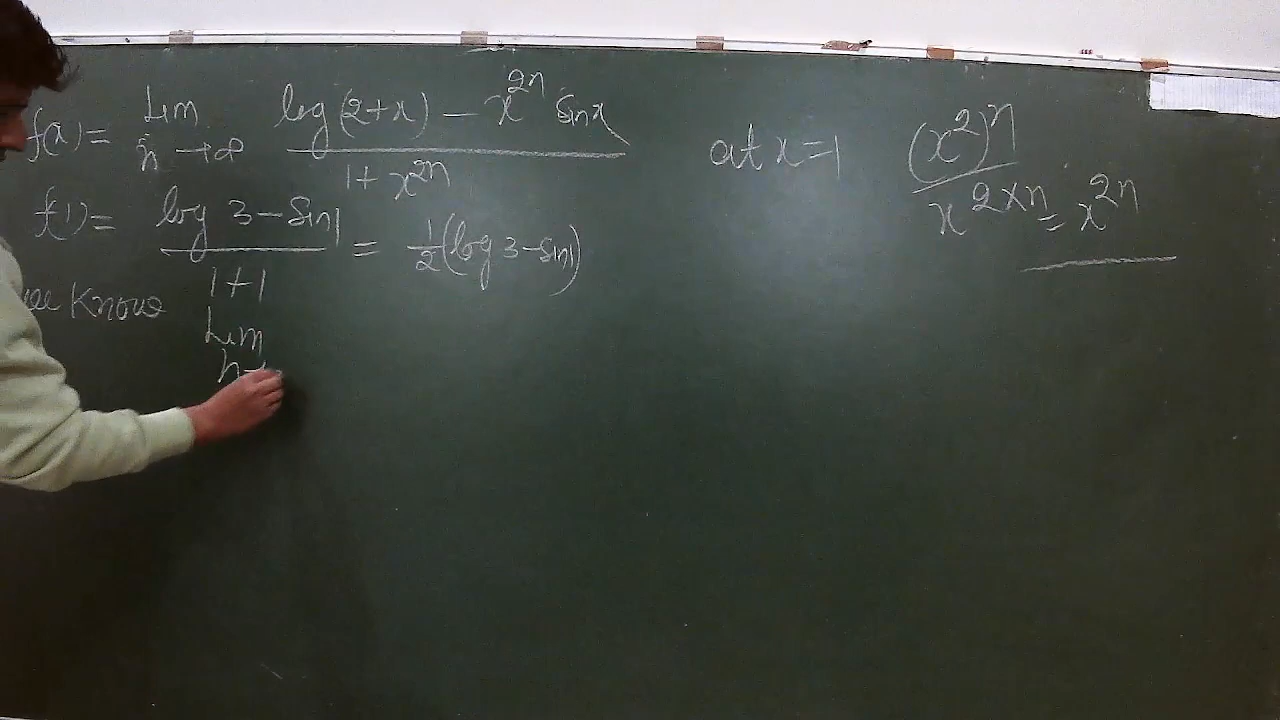 f(x) = Lim n→∞ log(2+x) - x^2n sinx / 1+x^2n
at x=1
(x^2)^n
x^2×n = x^2n
f(1) = log 3-sin1 / 1+1 = 1/2(log 3-sin1)
we Know
Lim
n→